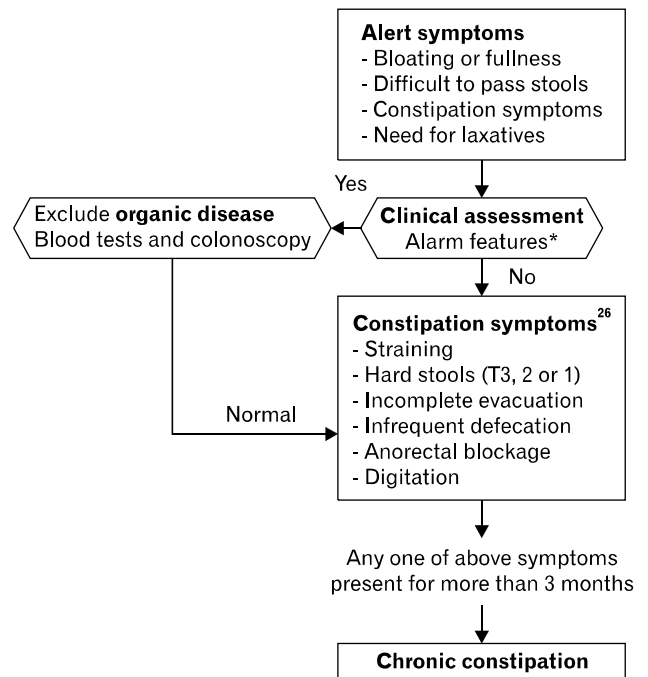 Alert symptoms
- Bloating or fullness
- Difficult to pass stools
- Constipation symptoms
- Need for laxatives
Yes
Exclude organic disease
Blood tests and colonoscopy
Clinical assessment
Alarm features*
No
Constipation symptoms26
- Straining
- Hard stools (T3, 2 or 1)
- Incomplete evacuation
- Infrequent defecation
- Anorectal blockage
- Digitation
Normal
Any one of above symptoms
present for more than 3 months
Chronic constipation